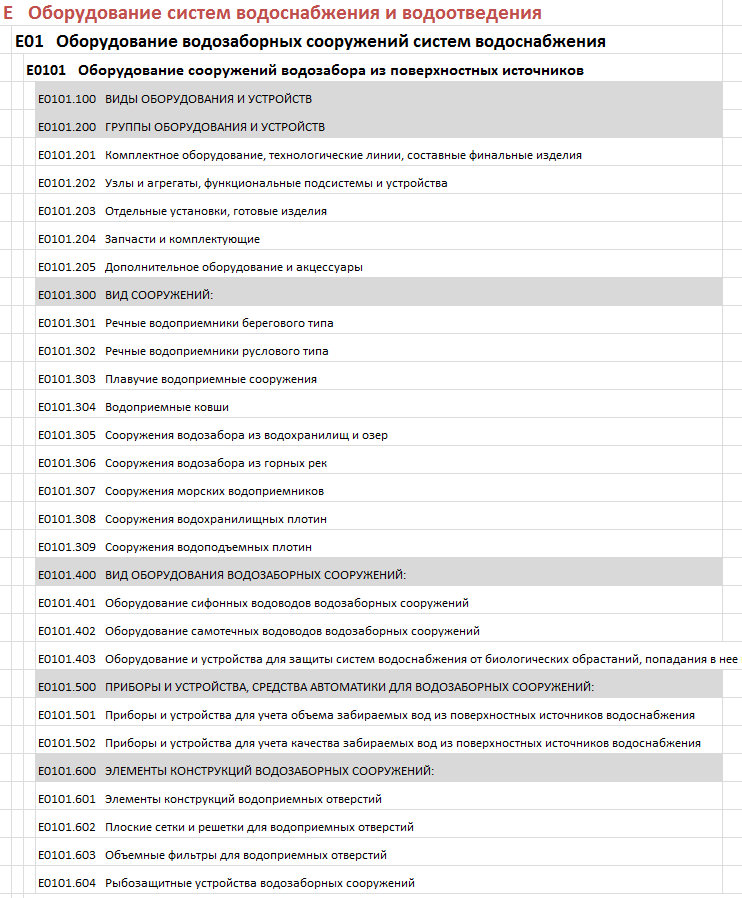 E Оборудование систем водоснабжения и водоотведения
E01 Оборудование водозаборных сооружений систем водоснабжения
E0101 Оборудование сооружений водозабора из поверхностных источников
E0101.100 ВИДЫ ОБОРУДОВАНИЯ И УСТРОЙСТВ
E0101.200 ГРУППЫ ОБОРУДОВАНИЯ И УСТРОЙСТВ
E0101.201 Комплектное оборудование, технологические линии, составные финальные изделия
E0101.202 Узлы и агрегаты, функциональные подсистемы и устройства
E0101.203 Отдельные установки, готовые изделия
E0101.204 Запчасти и комплектующие
E0101.205 Дополнительное оборудование и акцессуары
E0101.300 ВИД СООРУЖЕНИЙ:
E0101.301 Речные водоприемники берегового типа
E0101.302 Речные водоприемники руслового типа
E0101.303 Плавучие водоприемные сооружения
E0101.304 Водоприемные ковши
E0101.305 Сооружения водозабора из водохранилищ и озер
E0101.306 Сооружения водозабора из горных рек
E0101.307 Сооружения морских водоприемников
E0101.308 Сооружения водохранилищных плотин
E0101.309 Сооружения водоподъемных плотин
E0101.400 ВИД ОБОРУДОВАНИЯ ВОДОЗАБОРНЫХ СООРУЖЕНИЙ:
E0101.401 Оборудование сифонных водоводов водозаборных сооружений
E0101.402 Оборудование самотечных водоводов водозаборных сооружений
E0101.403 Оборудование и устройства для защиты систем водоснабжения от биологических обрастаний, попадания в нее
E0101.500 ПРИБОРЫ И УСТРОЙСТВА, СРЕДСТВА АВТОМАТИКИ ДЛЯ ВОДОЗАБОРНЫХ СООРУЖЕНИЙ:
E0101.501 Приборы и устройства для учета объема забираемых вод из поверхностных источников водоснабжения
E0101.502 Приборы и устройства для учета качества забираемых вод из поверхностных источников водоснабжения
E0101.600 ЭЛЕМЕНТЫ КОНСТРУКЦИЙ ВОДОЗАБОРНЫХ СООРУЖЕНИЙ:
E0101.601 Элементы конструкций водоприемных отверстий
E0101.602 Плоские сетки и решетки для водоприемных отверстий
E0101.603 Объемные фильтры для водоприемных отверстий
E0101.604 Рыбозащитные устройства водозаборных сооружений